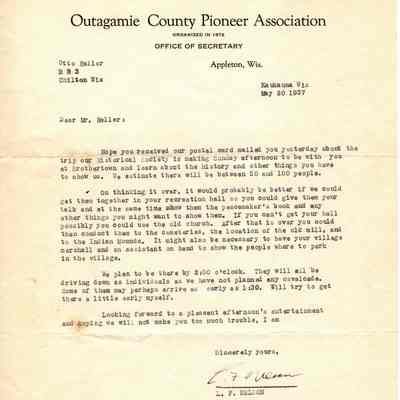 Outagamie County Pioneer Association
ORGANIZED IN 1872
OFFICE OF SECRETARY
Otto Heller
R R 2
Chilton Wis
Appleton, Wis.
Kaukauna Wis
May 20 1937
Dear Mr. Heller:
Hope you received our postal card mailed you yesterday about the
trip our Historical Society is making Sunday afternoon to be with you
at Brothertown and learn about the history and other things you have
to show us. We estimate there will be between 50 and 100 people.
On thinking it over, it would probably be better if we could
get them together in your recreation hall so you could give them your
talk and at the same time show them the peacemaker's book and any
other things you might want to show them. If you can't get your hall
possibly you could use the old church. After that is over you could
then conduct them to the cemeteries, the location of the old mill, and
to the Indian Mounds. It might also be necessary to have your village
marshall and an assistant on hand to show the people where to park
in the village.
We plan to be there by 2:00 o'clock. They will all be
driving down as individuals as we have not planned any caravloads.
Some of them may perhaps arrive as early as 1:30. Will try to get
there a little early myself.
Looking forward to a pleasant afternoon's entertainment
and hoping we will not make you too much trouble, I am
Sincerely yours,
L. F. NELSON